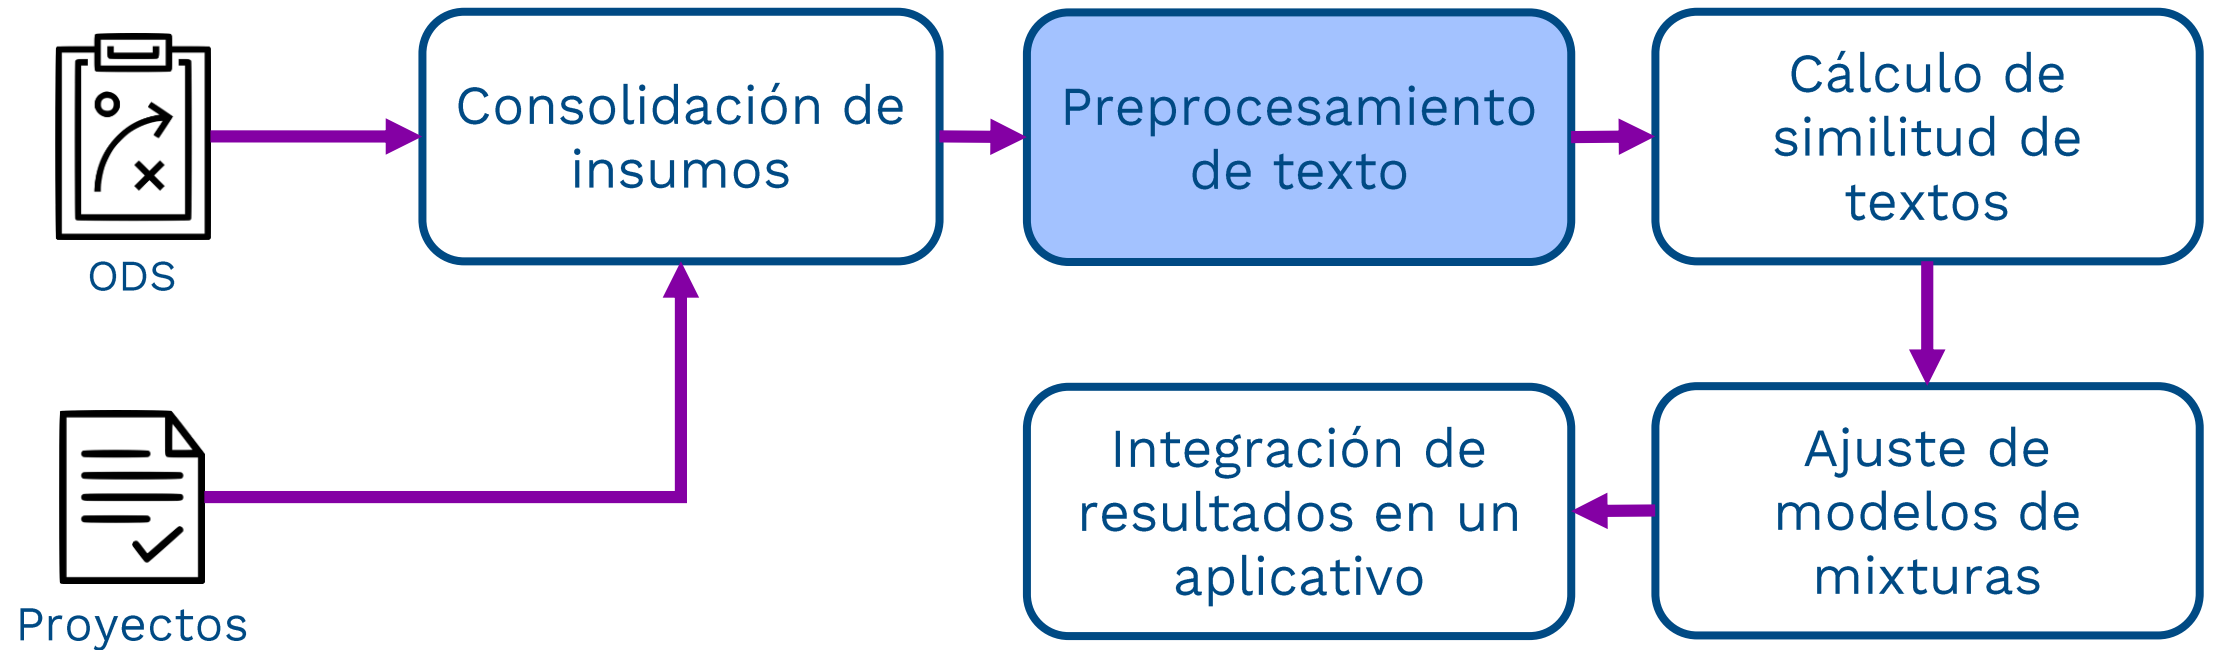 ODS
Consolidación de
insumos
Preprocesamiento
de texto
Cálculo de
similitud de
textos
Proyectos
Integración de
resultados en un
aplicativo
Ajuste de
modelos de
mixturas